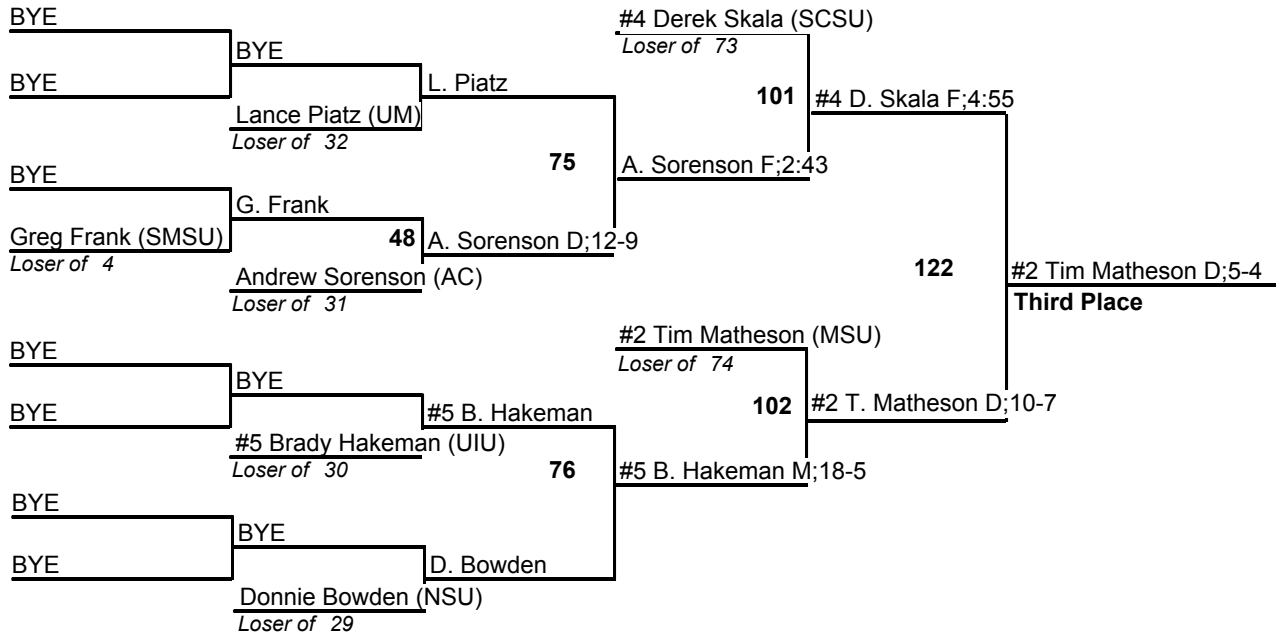 BYE
#4 Derek Skala (SCSU)
Loser of 73
BYE
BYE
L. Piatz
101
#4 D. Skala F;4:55
Lance Piatz (UM)
Loser of 32
75
A. Sorenson F;2:43
BYE
G. Frank
Greg Frank (SMSU)
Loser of 4
48
A. Sorenson D;12-9
Andrew Sorenson (AC)
Loser of 31
122
#2 Tim Matheson D;5-4
Third Place
BYE
#2 Tim Matheson (MSU)
Loser of 74
BYE
BYE
#5 B. Hakeman
102
#2 T. Matheson D;10-7
#5 Brady Hakeman (UIU)
Loser of 30
76
#5 B. Hakeman M;18-5
BYE
BYE
BYE
D. Bowden
Donnie Bowden (NSU)
Loser of 29